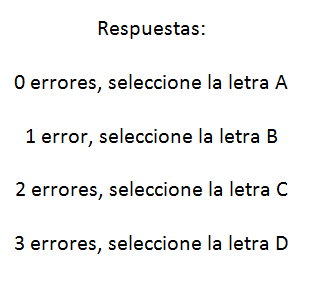 Respuestas:
0 errores, seleccione la letra A
1 error, seleccione la letra B
2 errores, seleccione la letra C
3 errores, seleccione la letra D